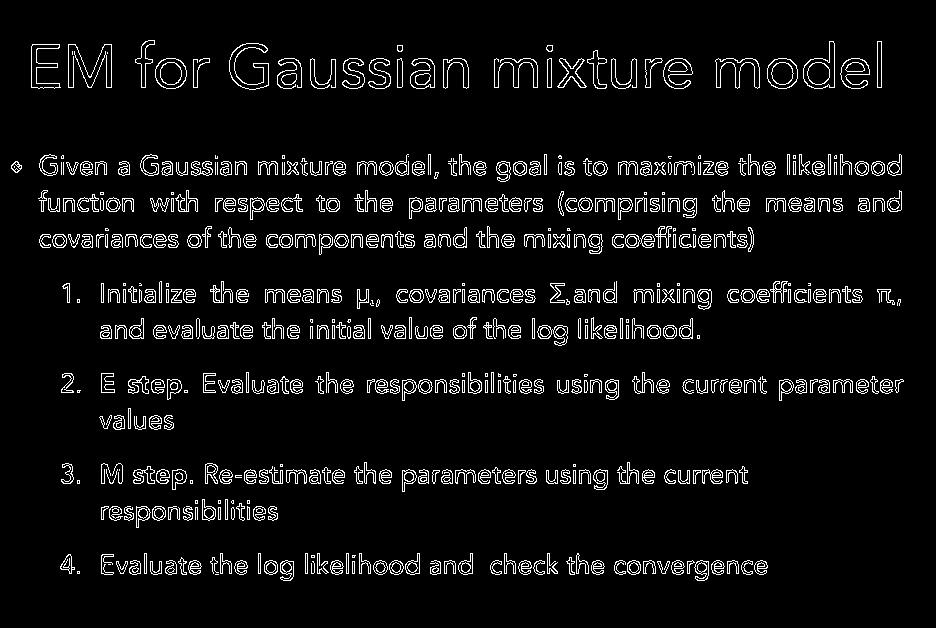 EM for Gaussian mixture model
Given a Gaussian mixture model, the goal is to maximize the likelihood
function with respect to the parameters (comprising the means and
covariances of the components and the mixing coefficients)
1. Initialize the means μ, covariances Σ and mixing coefficients π,
and evaluate the initial value of the log likelihood.
2. E step. Evaluate the responsibilities using the current parameter
values
3. M step. Re-estimate the parameters using the current
responsibilities
4. Evaluate the log likelihood and check the convergence